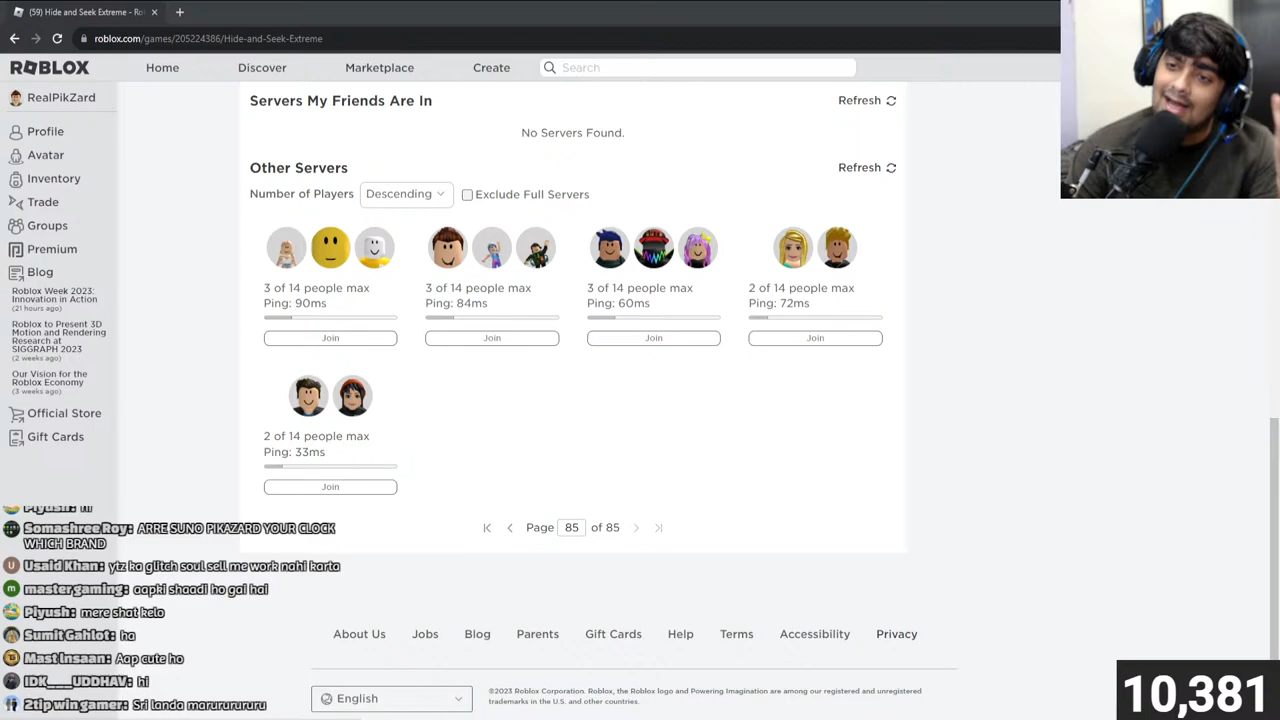 (59) Hide and Seek Extreme - Ro
roblox.com/games/205224386/Hide-and-Seek-Extreme
ROBLOX
Home
Discover
Marketplace
Create
Search
RealPikZard
Profile
Avatar
Inventory
Trade
Groups
Premium
Blog
Roblox Week 2023:
Innovation in Action
(21 hours ago)
Roblox to Present 3D
Motion and Rendering
Research at
SIGGRAPH 2023
(2 weeks ago)
Our Vision for the
Roblox Economy
(3 weeks ago)
Official Store
Gift Cards
Servers My Friends Are In
Refresh
No Servers Found.
Other Servers
Refresh
Number of Players
Descending
Exclude Full Servers
3 of 14 people max
Ping: 90ms
Join
3 of 14 people max
Ping: 84ms
Join
3 of 14 people max
Ping: 60ms
Join
2 of 14 people max
Ping: 72ms
Join
2 of 14 people max
Ping: 33ms
Join
Page 85 of 85
Piyush: hi
Somashree Roy: ARRE SUNO PIKAZARD YOUR CLOCK
WHICH BRAND
Usaid Khan: ytz ka glitch soul sell me work nahi karta
master gaming: aapki shaadi ho gai hai
Piyush: mere shat kelo
Sumit Gahlot: ha
Mast Insaan: Aap cute ho
hi
2tlp win gamer: Sri landa marurururururu
About Us
Jobs
Blog
Parents
Gift Cards
Help
Terms
Accessibility
Privacy
English
©2023 Roblox Corporation. Roblox, the Roblox logo and Powering Imagination are among our registered and unregistered
trademarks in the U.S. and other countries.
10,381